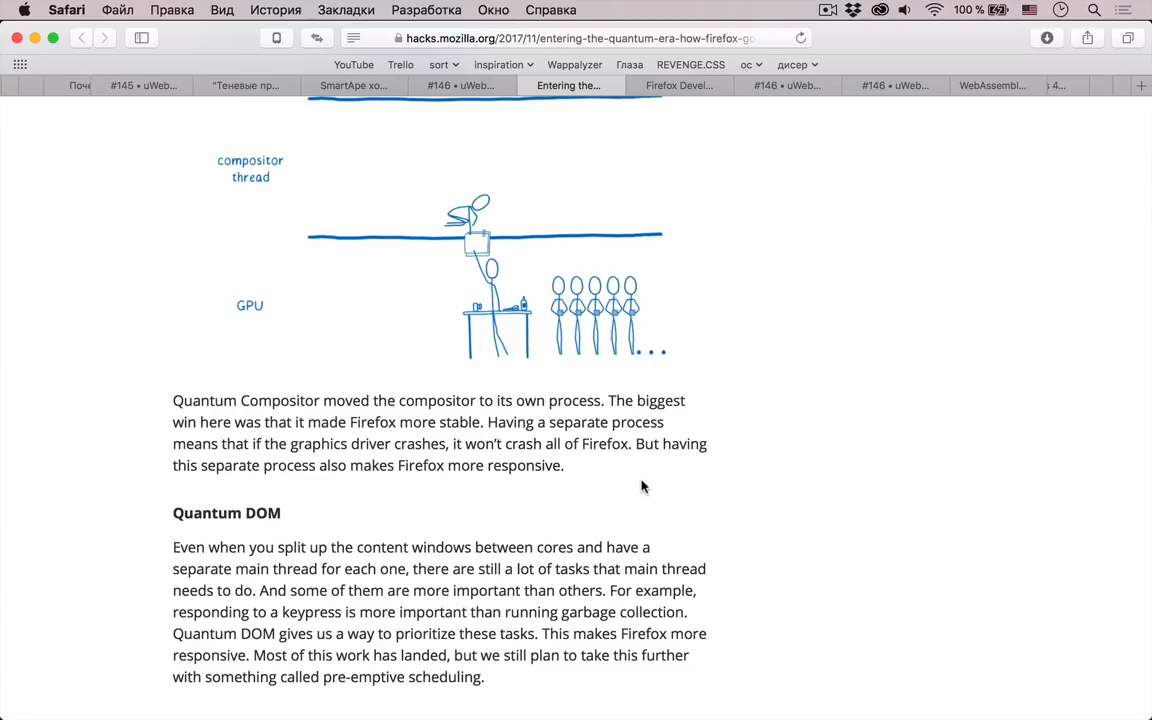 Safari Файл Правка Вид История Закладки Разработка Окно Справка 100 %
hacks.mozilla.org/2017/11/entering-the-quantum-era-how-firefox-go
YouTube Trello sort inspiration Wappalyzer Глаза REVENGE.CSS ос дисер
Поче #145 • uWeb... "Теневые пр... SmartApe хо... #146 • uWeb... Entering the... Firefox Devel... #146 • uWeb... #146 • uWeb... WebAssembl... 4...
compositor
thread
GPU
Quantum Compositor moved the compositor to its own process. The biggest
win here was that it made Firefox more stable. Having a separate process
means that if the graphics driver crashes, it won’t crash all of Firefox. But having
this separate process also makes Firefox more responsive.
Quantum DOM
Even when you split up the content windows between cores and have a
separate main thread for each one, there are still a lot of tasks that main thread
needs to do. And some of them are more important than others. For example,
responding to a keypress is more important than running garbage collection.
Quantum DOM gives us a way to prioritize these tasks. This makes Firefox more
responsive. Most of this work has landed, but we still plan to take this further
with something called pre-emptive scheduling.